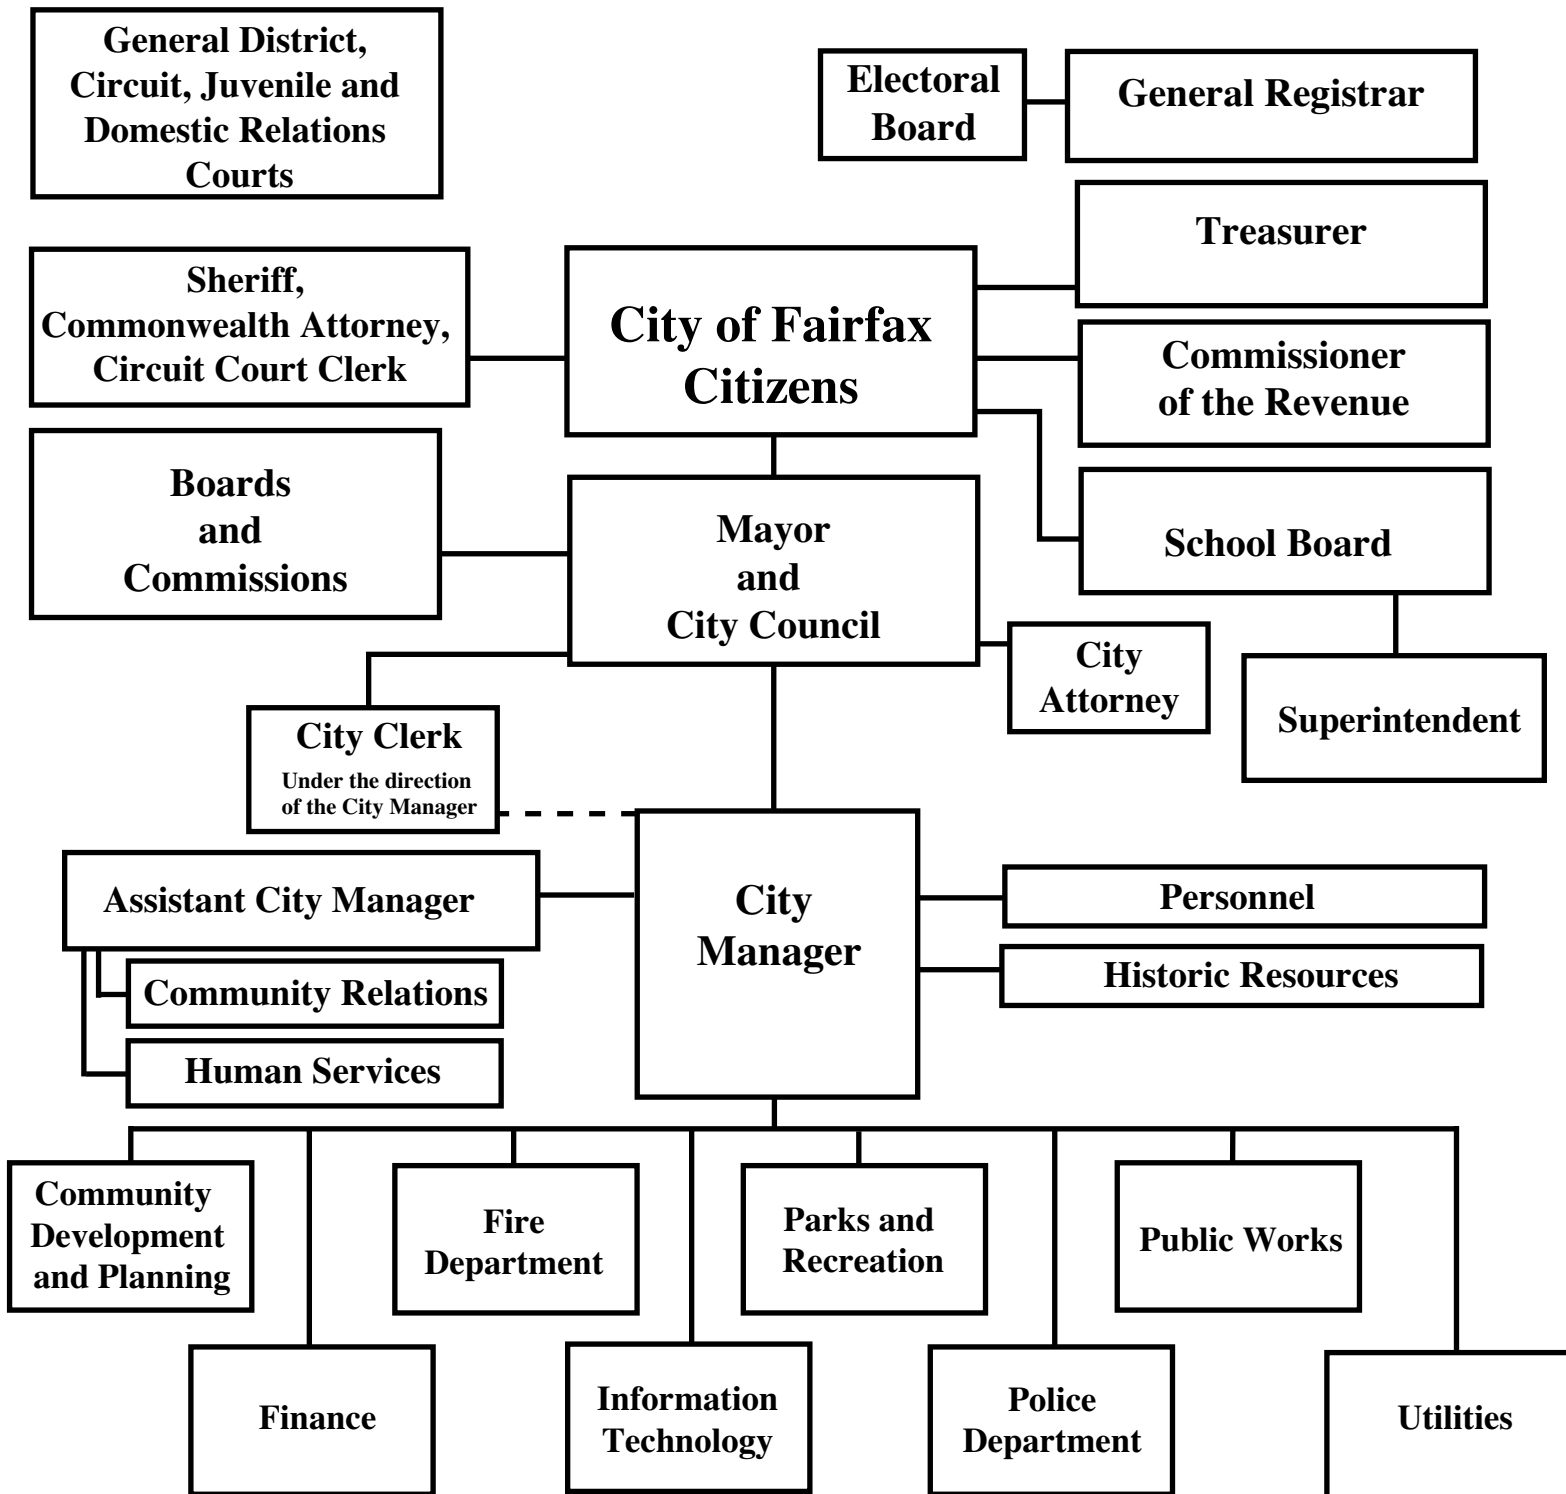 General District,
Circuit, Juvenile and
Domestic Relations
Courts
Electoral
Board
General Registrar
Treasurer
Sheriff,
Commonwealth Attorney,
Circuit Court Clerk
City of Fairfax
Citizens
Commissioner
of the Revenue
Boards
and
Commissions
Mayor
and
City Council
School Board
City
Attorney
Superintendent
City Clerk
Under the direction
of the City Manager
Assistant City Manager
City
Manager
Personnel
Historic Resources
Community Relations
Human Services
Community
Development
and Planning
Fire
Department
Parks and
Recreation
Public Works
Finance
Information
Technology
Police
Department
Utilities